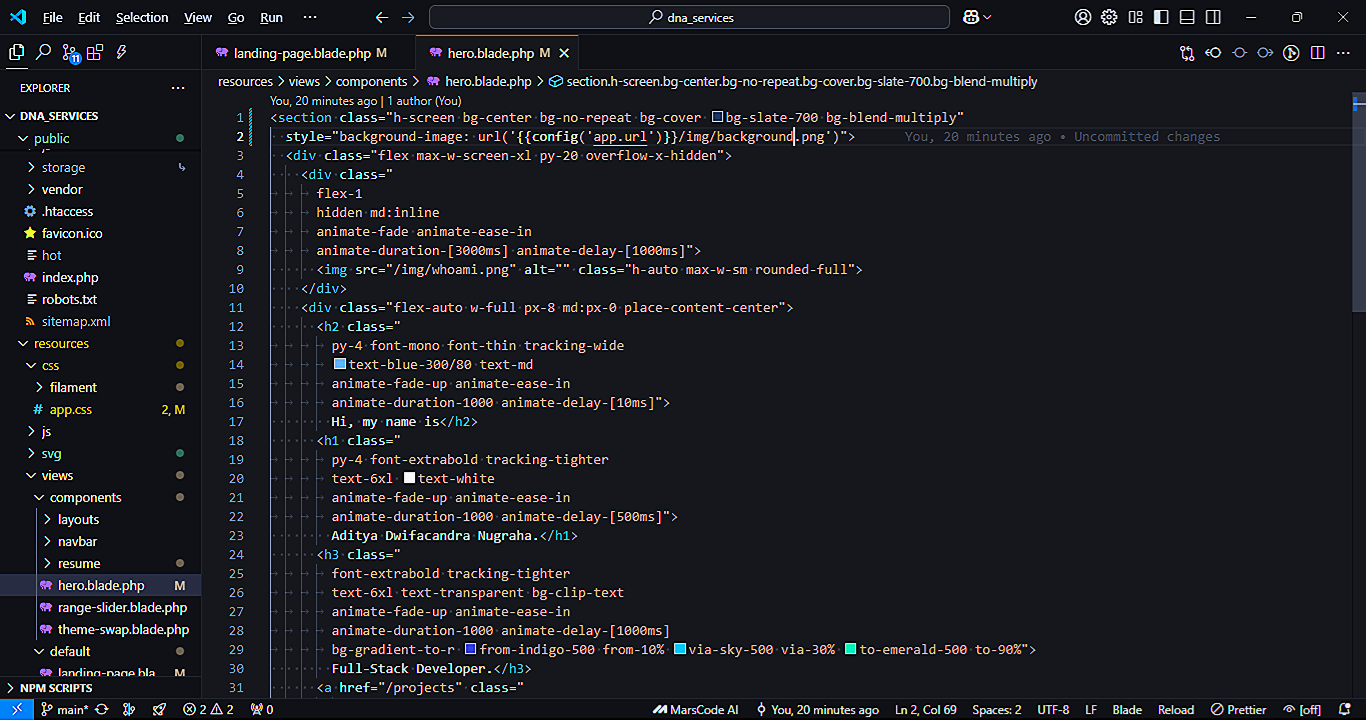 File Edit Selection View Go Run ··· dna_services
EXPLORER ···
DNA_SERVICES
public
storage
vendor
.htaccess
favicon.ico
hot
index.php
robots.txt
sitemap.xml
resources
css
filament
app.css 2, M
js
svg
views
components
layouts
navbar
resume
hero.blade.php M
range-slider.blade.php
theme-swap.blade.php
default
landing-page.bla... M
NPM SCRIPTS
11
landing-page.blade.php M hero.blade.php M
resources > views > components > hero.blade.php > section.h-screen.bg-center.bg-no-repeat.bg-cover.bg-slate-700.bg-blend-multiply
You, 20 minutes ago | 1 author (You)
1 <section class="h-screen bg-center bg-no-repeat bg-cover bg-slate-700 bg-blend-multiply"
2 style="background-image: url('{{config('app.url')}}/img/background.png')"> You, 20 minutes ago • Uncommitted changes
3 <div class="flex max-w-screen-xl py-20 overflow-x-hidden">
4 <div class="
5 flex-1
6 hidden md:inline
7 animate-fade animate-ease-in
8 animate-duration-[3000ms] animate-delay-[1000ms]">
9 <img src="/img/whoami.png" alt="" class="h-auto max-w-sm rounded-full">
10 </div>
11 <div class="flex-auto w-full px-8 md:px-0 place-content-center">
12 <h2 class="
13 py-4 font-mono font-thin tracking-wide
14 text-blue-300/80 text-md
15 animate-fade-up animate-ease-in
16 animate-duration-1000 animate-delay-[10ms]">
17 Hi, my name is</h2>
18 <h1 class="
19 py-4 font-extrabold tracking-tighter
20 text-6xl text-white
21 animate-fade-up animate-ease-in
22 animate-duration-1000 animate-delay-[500ms]">
23 Aditya Dwifacandra Nugraha.</h1>
24 <h3 class="
25 font-extrabold tracking-tighter
26 text-6xl text-transparent bg-clip-text
27 animate-fade-up animate-ease-in
28 animate-duration-1000 animate-delay-[1000ms]
29 bg-gradient-to-r from-indigo-500 from-10% via-sky-500 via-30% to-emerald-500 to-90%">
30 Full-Stack Developer.</h3>
31 <a href="/projects" class="
main* 2 2 0 MarsCode AI You, 20 minutes ago Ln 2, Col 69 Spaces: 2 UTF-8 LF Blade Reload Prettier [off]